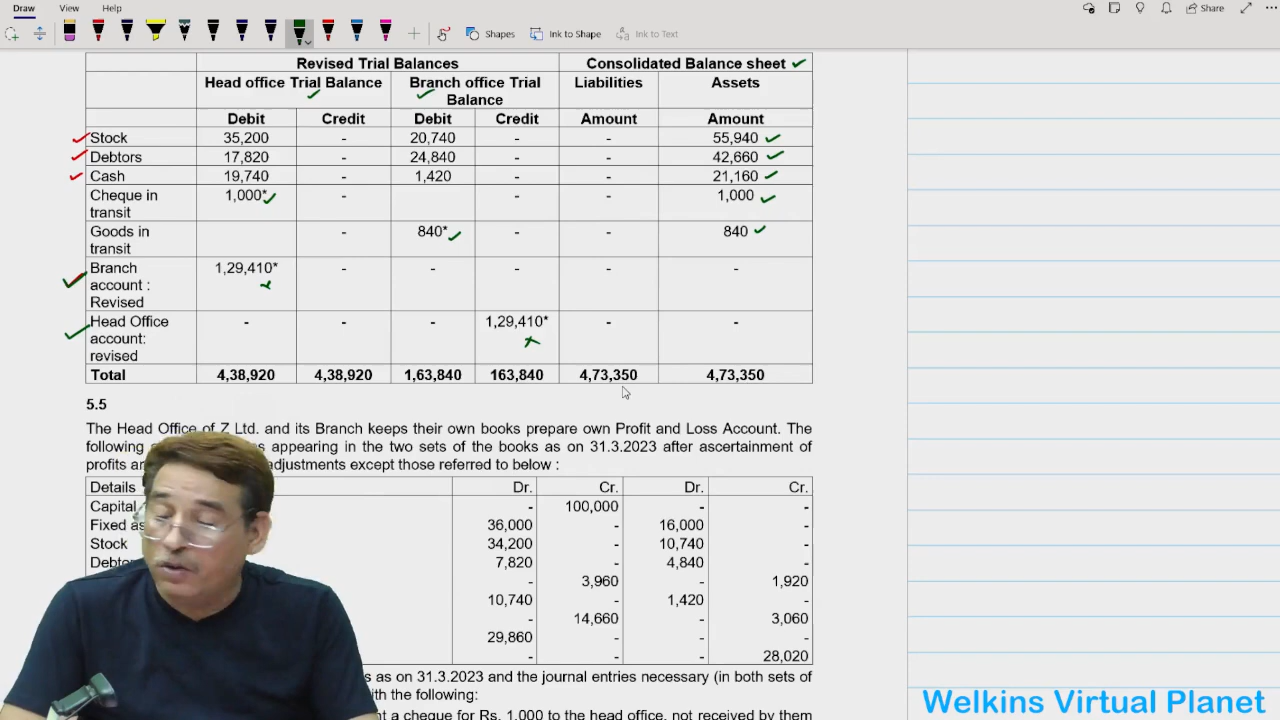 Draw View Help
Share
Shapes Ink to Shape Ink to Text
Revised Trial Balances Consolidated Balance sheet
Head office Trial Balance Branch office Trial Balance Liabilities Assets
Debit Credit Debit Credit Amount Amount
Stock 35,200 - 20,740 - - 55,940
Debtors 17,820 - 24,840 - - 42,660
Cash 19,740 - 1,420 - - 21,160
Cheque in transit 1,000* - - - 1,000
Goods in transit - 840* - - 840
Branch account : Revised 1,29,410* - - - - -
Head Office account: revised - - - 1,29,410* - -
Total 4,38,920 4,38,920 1,63,840 163,840 4,73,350 4,73,350
5.5
The Head Office of Z Ltd. and its Branch keeps their own books prepare own Profit and Loss Account. The
following appearing in the two sets of the books as on 31.3.2023 after ascertainment of
profits adjustments except those referred to below :
Details Dr. Cr. Dr. Cr.
Capital - 100,000 - -
Fixed 36,000 - 16,000 -
Stock 34,200 - 10,740 -
7,820 - 4,840 -
- 3,960 - 1,920
10,740 - 1,420 -
- 14,660 - 3,060
29,860 - - -
- - - 28,020
as on 31.3.2023 and the journal entries necessary (in both sets of
with the following:
a cheque for Rs. 1,000 to the head office, not received by them
Welkins Virtual Planet